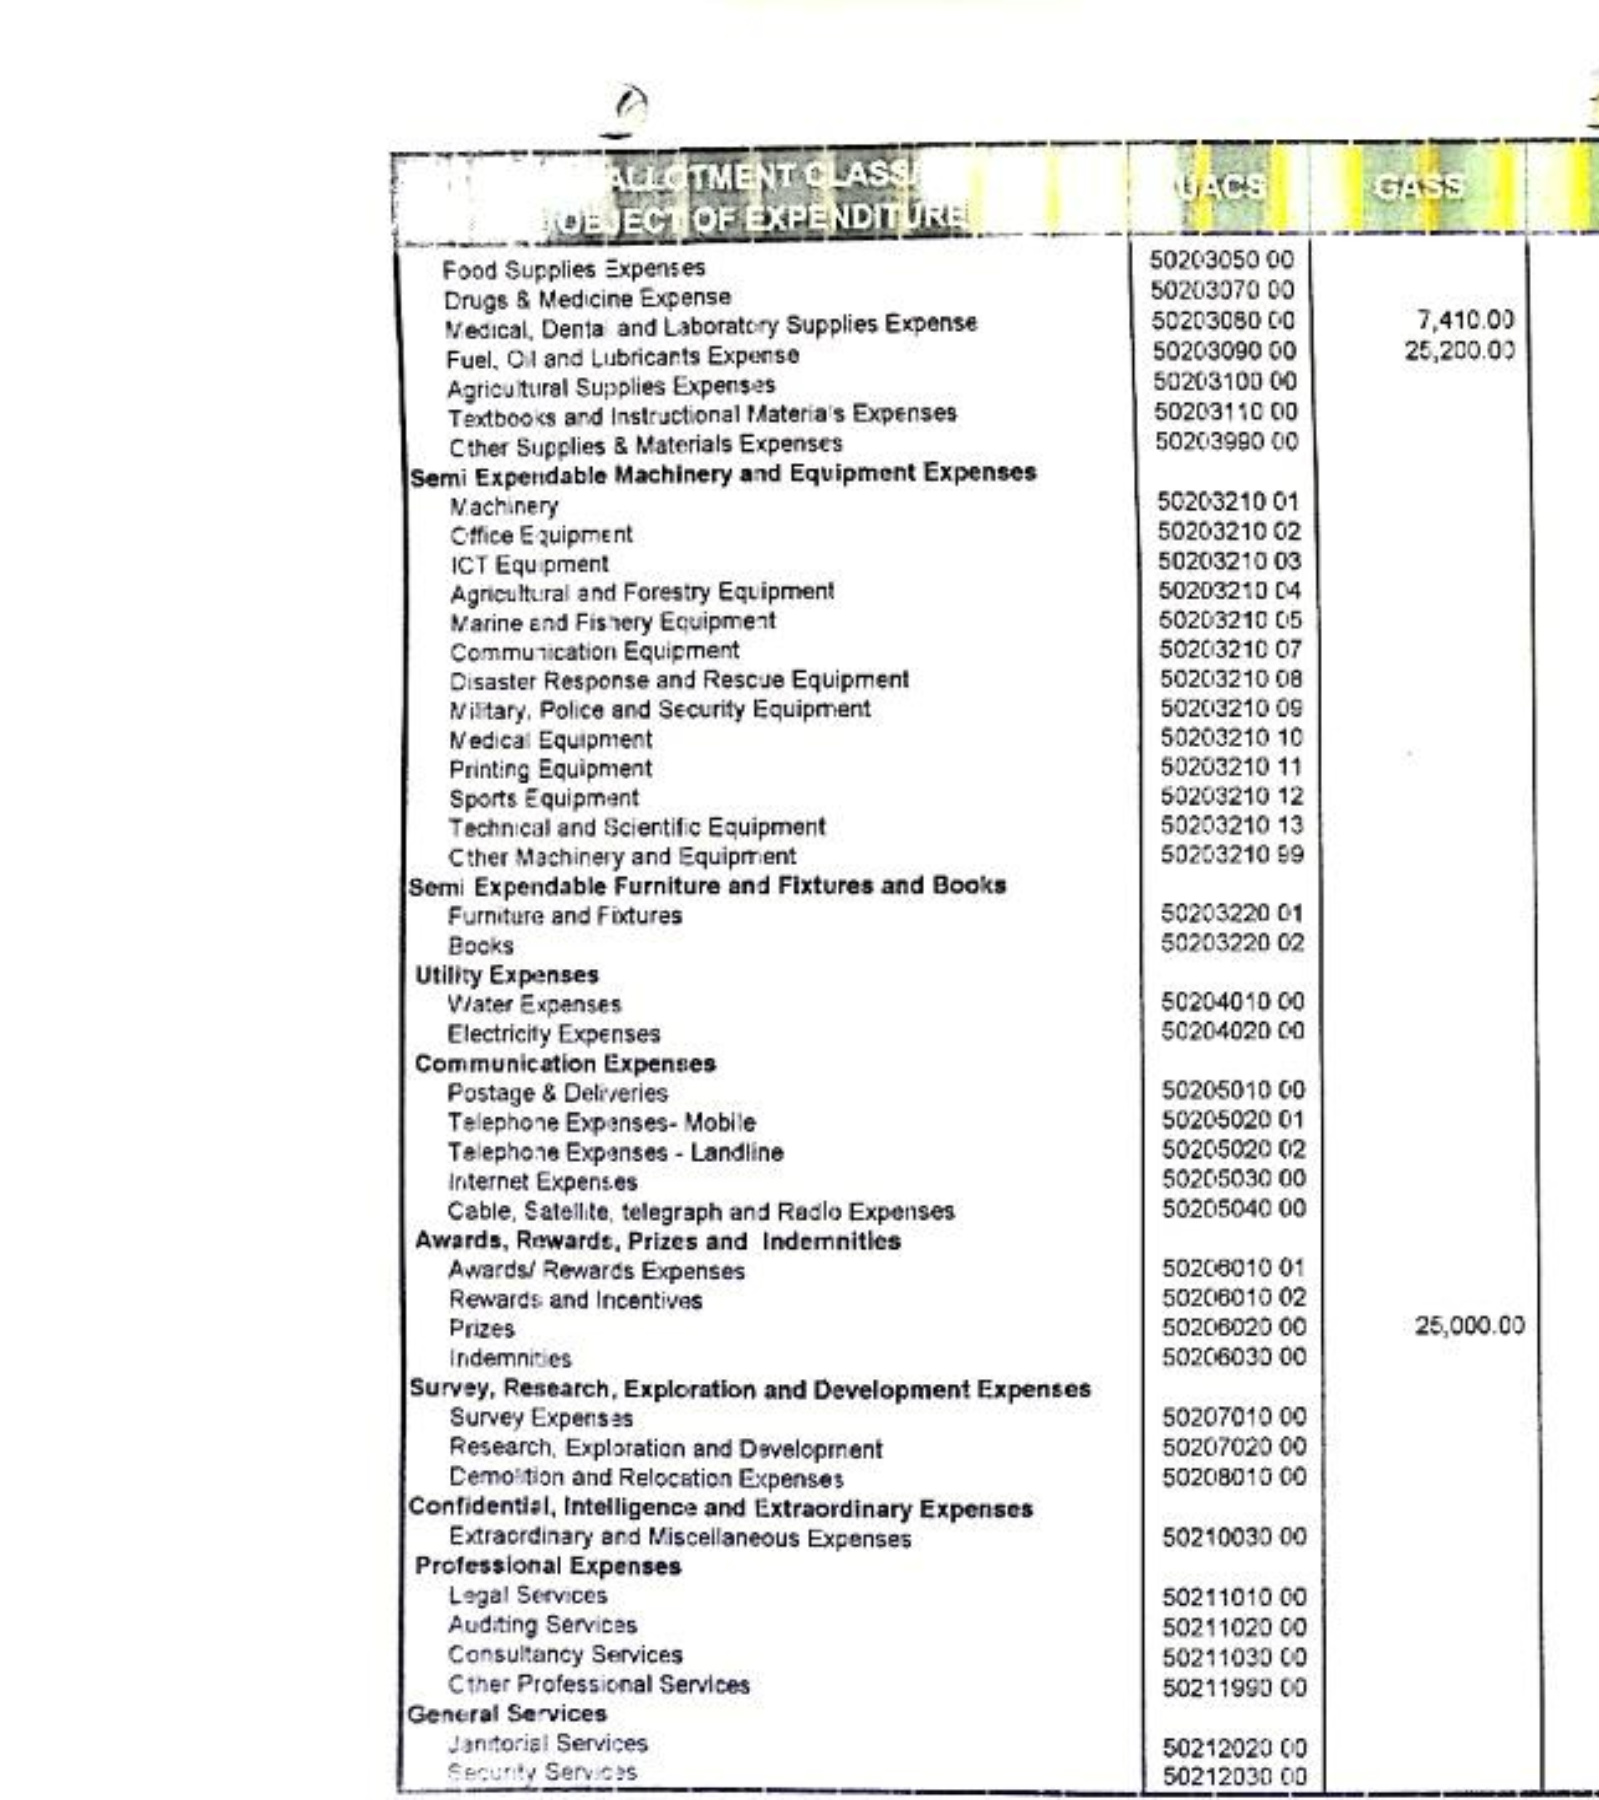 ALLOTMENT CLASS/ UACS GASS
OBJECT OF EXPENDITURE
Food Supplies Expenses 50203050 00
Drugs & Medicine Expense 50203070 00
Medical, Dental and Laboratory Supplies Expense 50203080 00 7,410.00
Fuel, Oil and Lubricants Expense 50203090 00 25,200.00
Agricultural Supplies Expenses 50203100 00
Textbooks and Instructional Materials Expenses 50203110 00
Other Supplies & Materials Expenses 50203990 00
Semi Expendable Machinery and Equipment Expenses
Machinery 50203210 01
Office Equipment 50203210 02
ICT Equipment 50203210 03
Agricultural and Forestry Equipment 50203210 04
Marine and Fishery Equipment 50203210 05
Communication Equipment 50203210 07
Disaster Response and Rescue Equipment 50203210 08
Military, Police and Security Equipment 50203210 09
Medical Equipment 50203210 10
Printing Equipment 50203210 11
Sports Equipment 50203210 12
Technical and Scientific Equipment 50203210 13
Other Machinery and Equipment 50203210 99
Semi Expendable Furniture and Fixtures and Books
Furniture and Fixtures 50203220 01
Books 50203220 02
Utility Expenses
Water Expenses 50204010 00
Electricity Expenses 50204020 00
Communication Expenses
Postage & Deliveries 50205010 00
Telephone Expenses- Mobile 50205020 01
Telephone Expenses - Landline 50205020 02
Internet Expenses 50205030 00
Cable, Satellite, telegraph and Radio Expenses 50205040 00
Awards, Rewards, Prizes and Indemnities
Awards/ Rewards Expenses 50206010 01
Rewards and Incentives 50206010 02
Prizes 50206020 00 25,000.00
Indemnities 50206030 00
Survey, Research, Exploration and Development Expenses
Survey Expenses 50207010 00
Research, Exploration and Development 50207020 00
Demolition and Relocation Expenses 50208010 00
Confidential, Intelligence and Extraordinary Expenses
Extraordinary and Miscellaneous Expenses 50210030 00
Professional Expenses
Legal Services 50211010 00
Auditing Services 50211020 00
Consultancy Services 50211030 00
Other Professional Services 50211990 00
General Services
Janitorial Services 50212020 00
Security Services 50212030 00